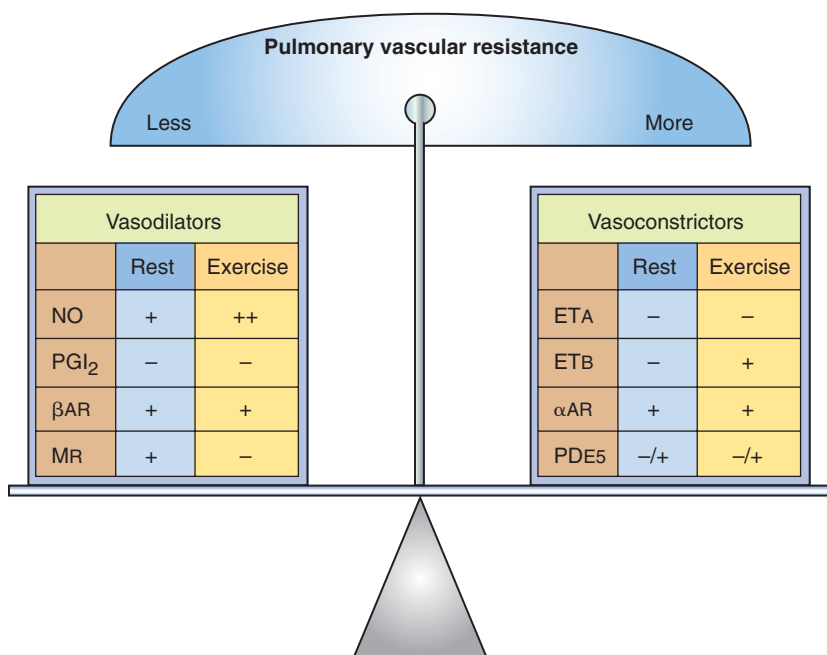 Pulmonary vascular resistance
Less More
Vasodilators
Rest Exercise
NO + ++
PGI₂ – –
βAR + +
MR + –
Vasoconstrictors
Rest Exercise
ETA – –
ETB – +
αAR + +
PDE5 –/+ –/+